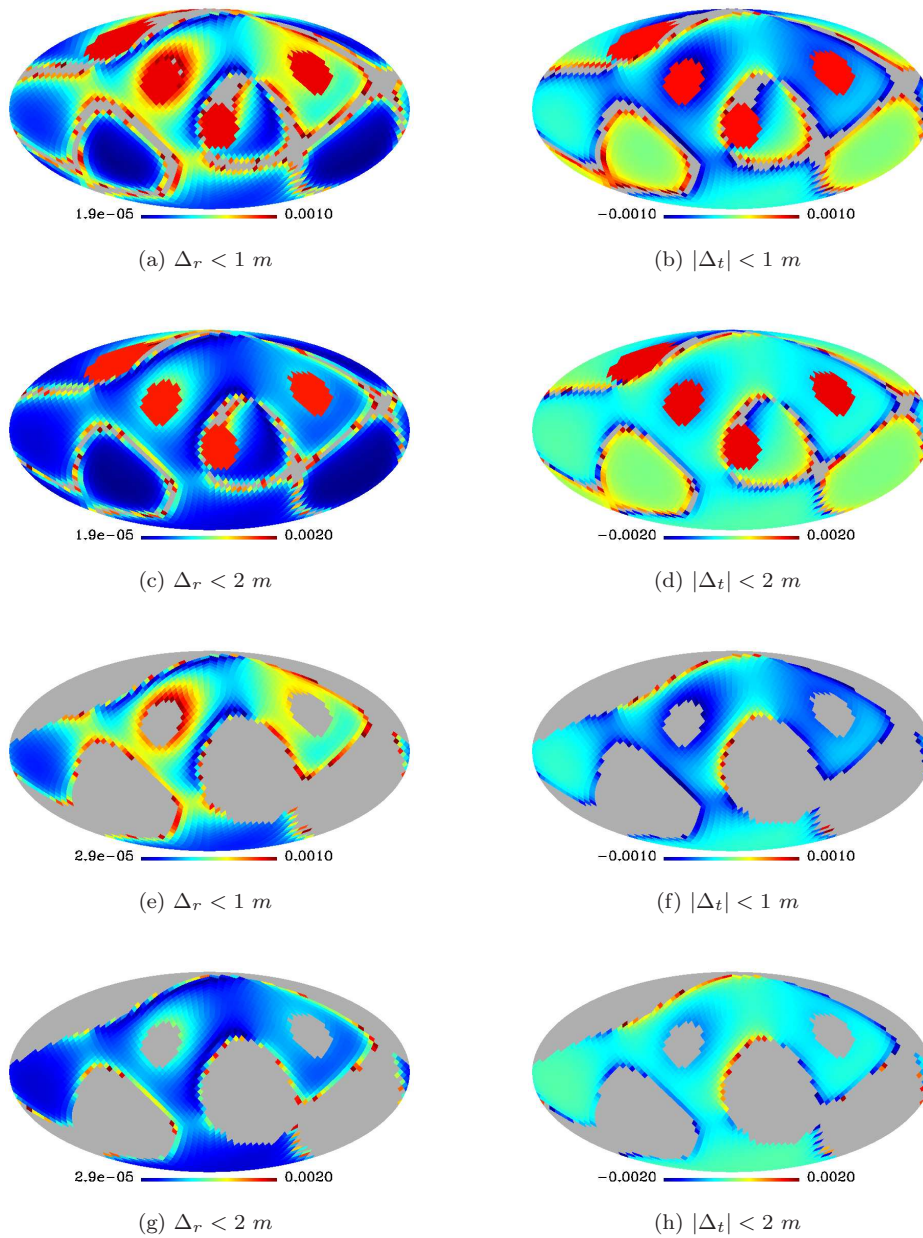 1.9e-05 0.0010 −0.0010 0.0010
(a) Δr < 1 m (b) |Δt| < 1 m
1.9e-05 0.0020 −0.0020 0.0020
(c) Δr < 2 m (d) |Δt| < 2 m
2.9e-05 0.0010 −0.0010 0.0010
(e) Δr < 1 m (f) |Δt| < 1 m
2.9e-05 0.0020 −0.0020 0.0020
(g) Δr < 2 m (h) |Δt| < 2 m